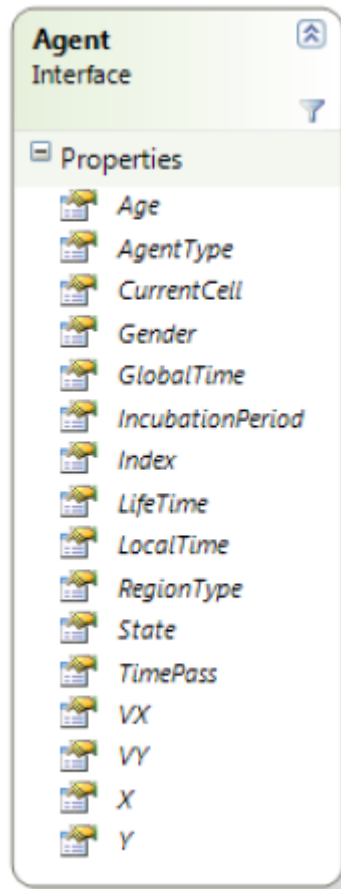 Agent
Interface
Properties
Age
AgentType
CurrentCell
Gender
GlobalTime
IncubationPeriod
Index
LifeTime
LocalTime
RegionType
State
TimePass
VX
VY
X
Y